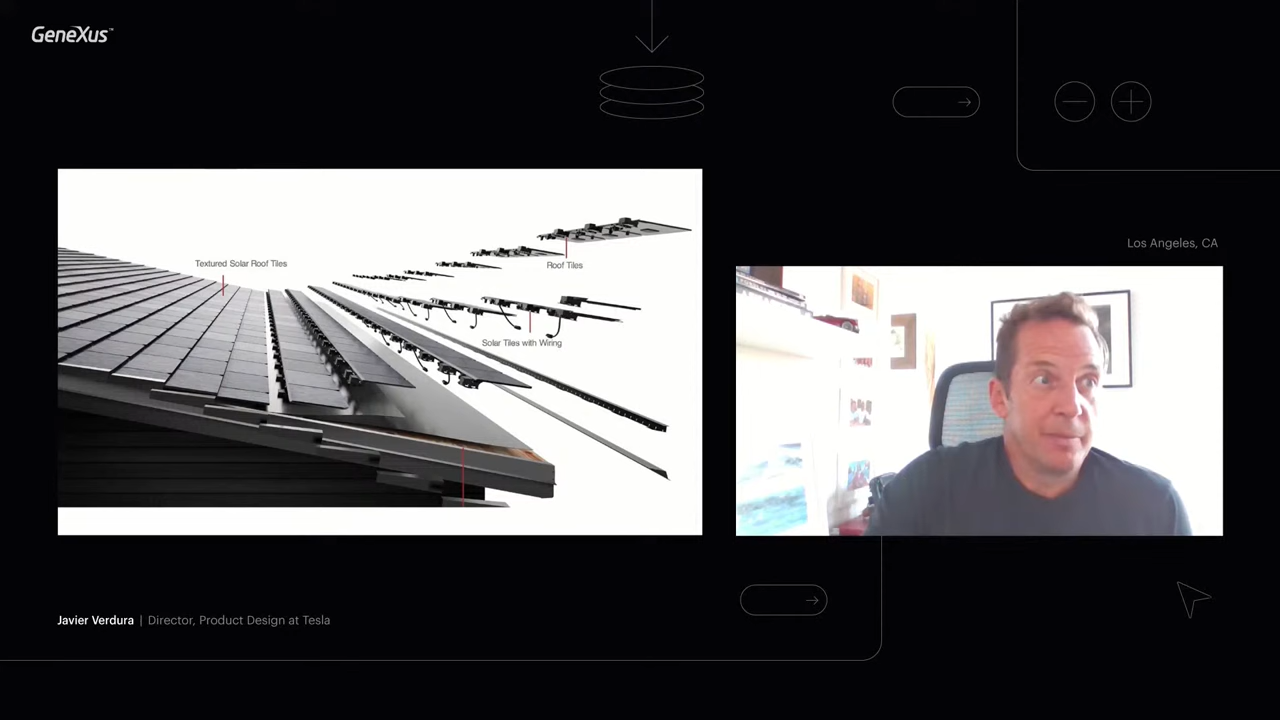 GeneXus™
Los Angeles, CA
Textured Solar Roof Tiles
Roof Tiles
Solar Tiles with Wiring
Javier Verdura | Director, Product Design at Tesla